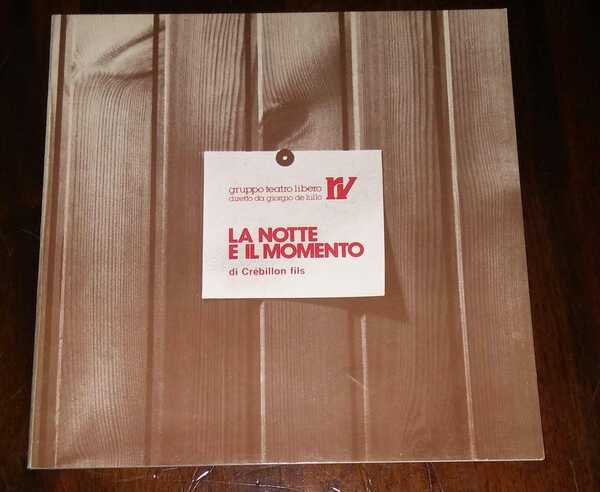 gruppo teatro libero
diretto da giorgio de lullo
rv
LA NOTTE
E IL MOMENTO
di Crébillon fils